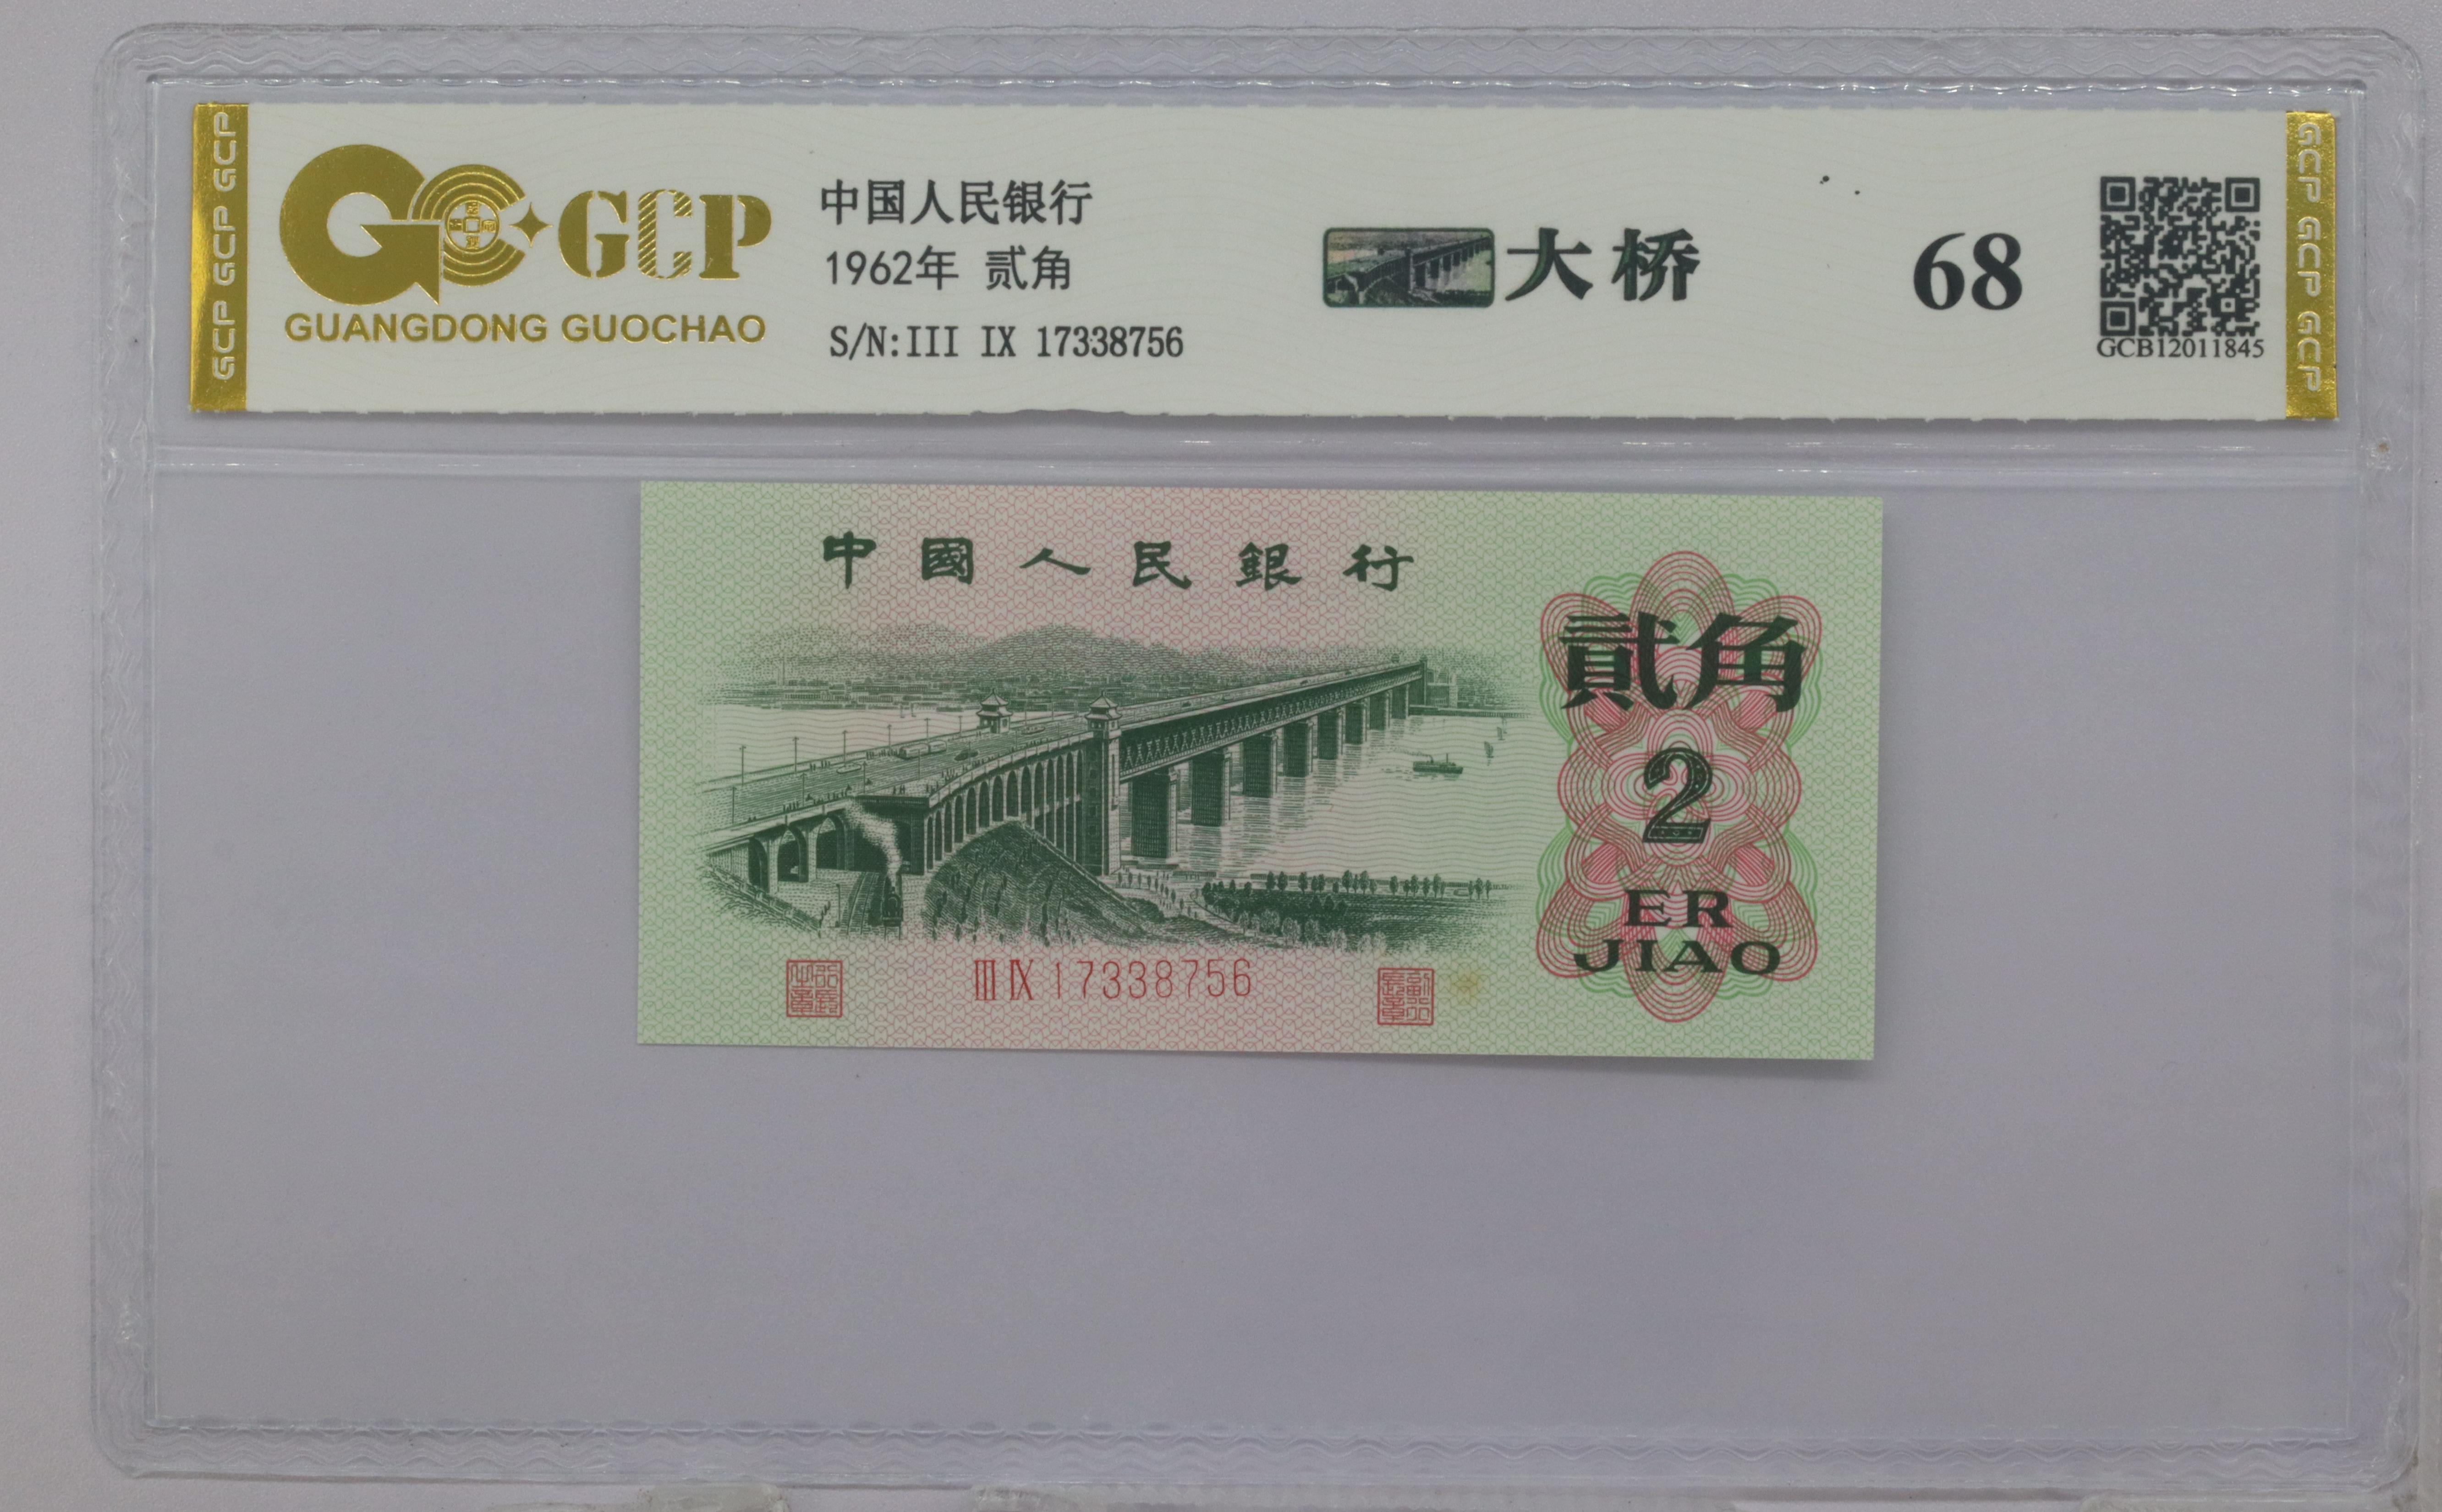 GCP GCP GCP
GCP
GUANGDONG GUOCHAO
中国人民银行
1962年 贰角
S/N:III IX 17338756
大桥
68
GCB12011845
GCP GCP GCP
中國人民銀行
貳角
2
ER
JIAO
III IX 17338756